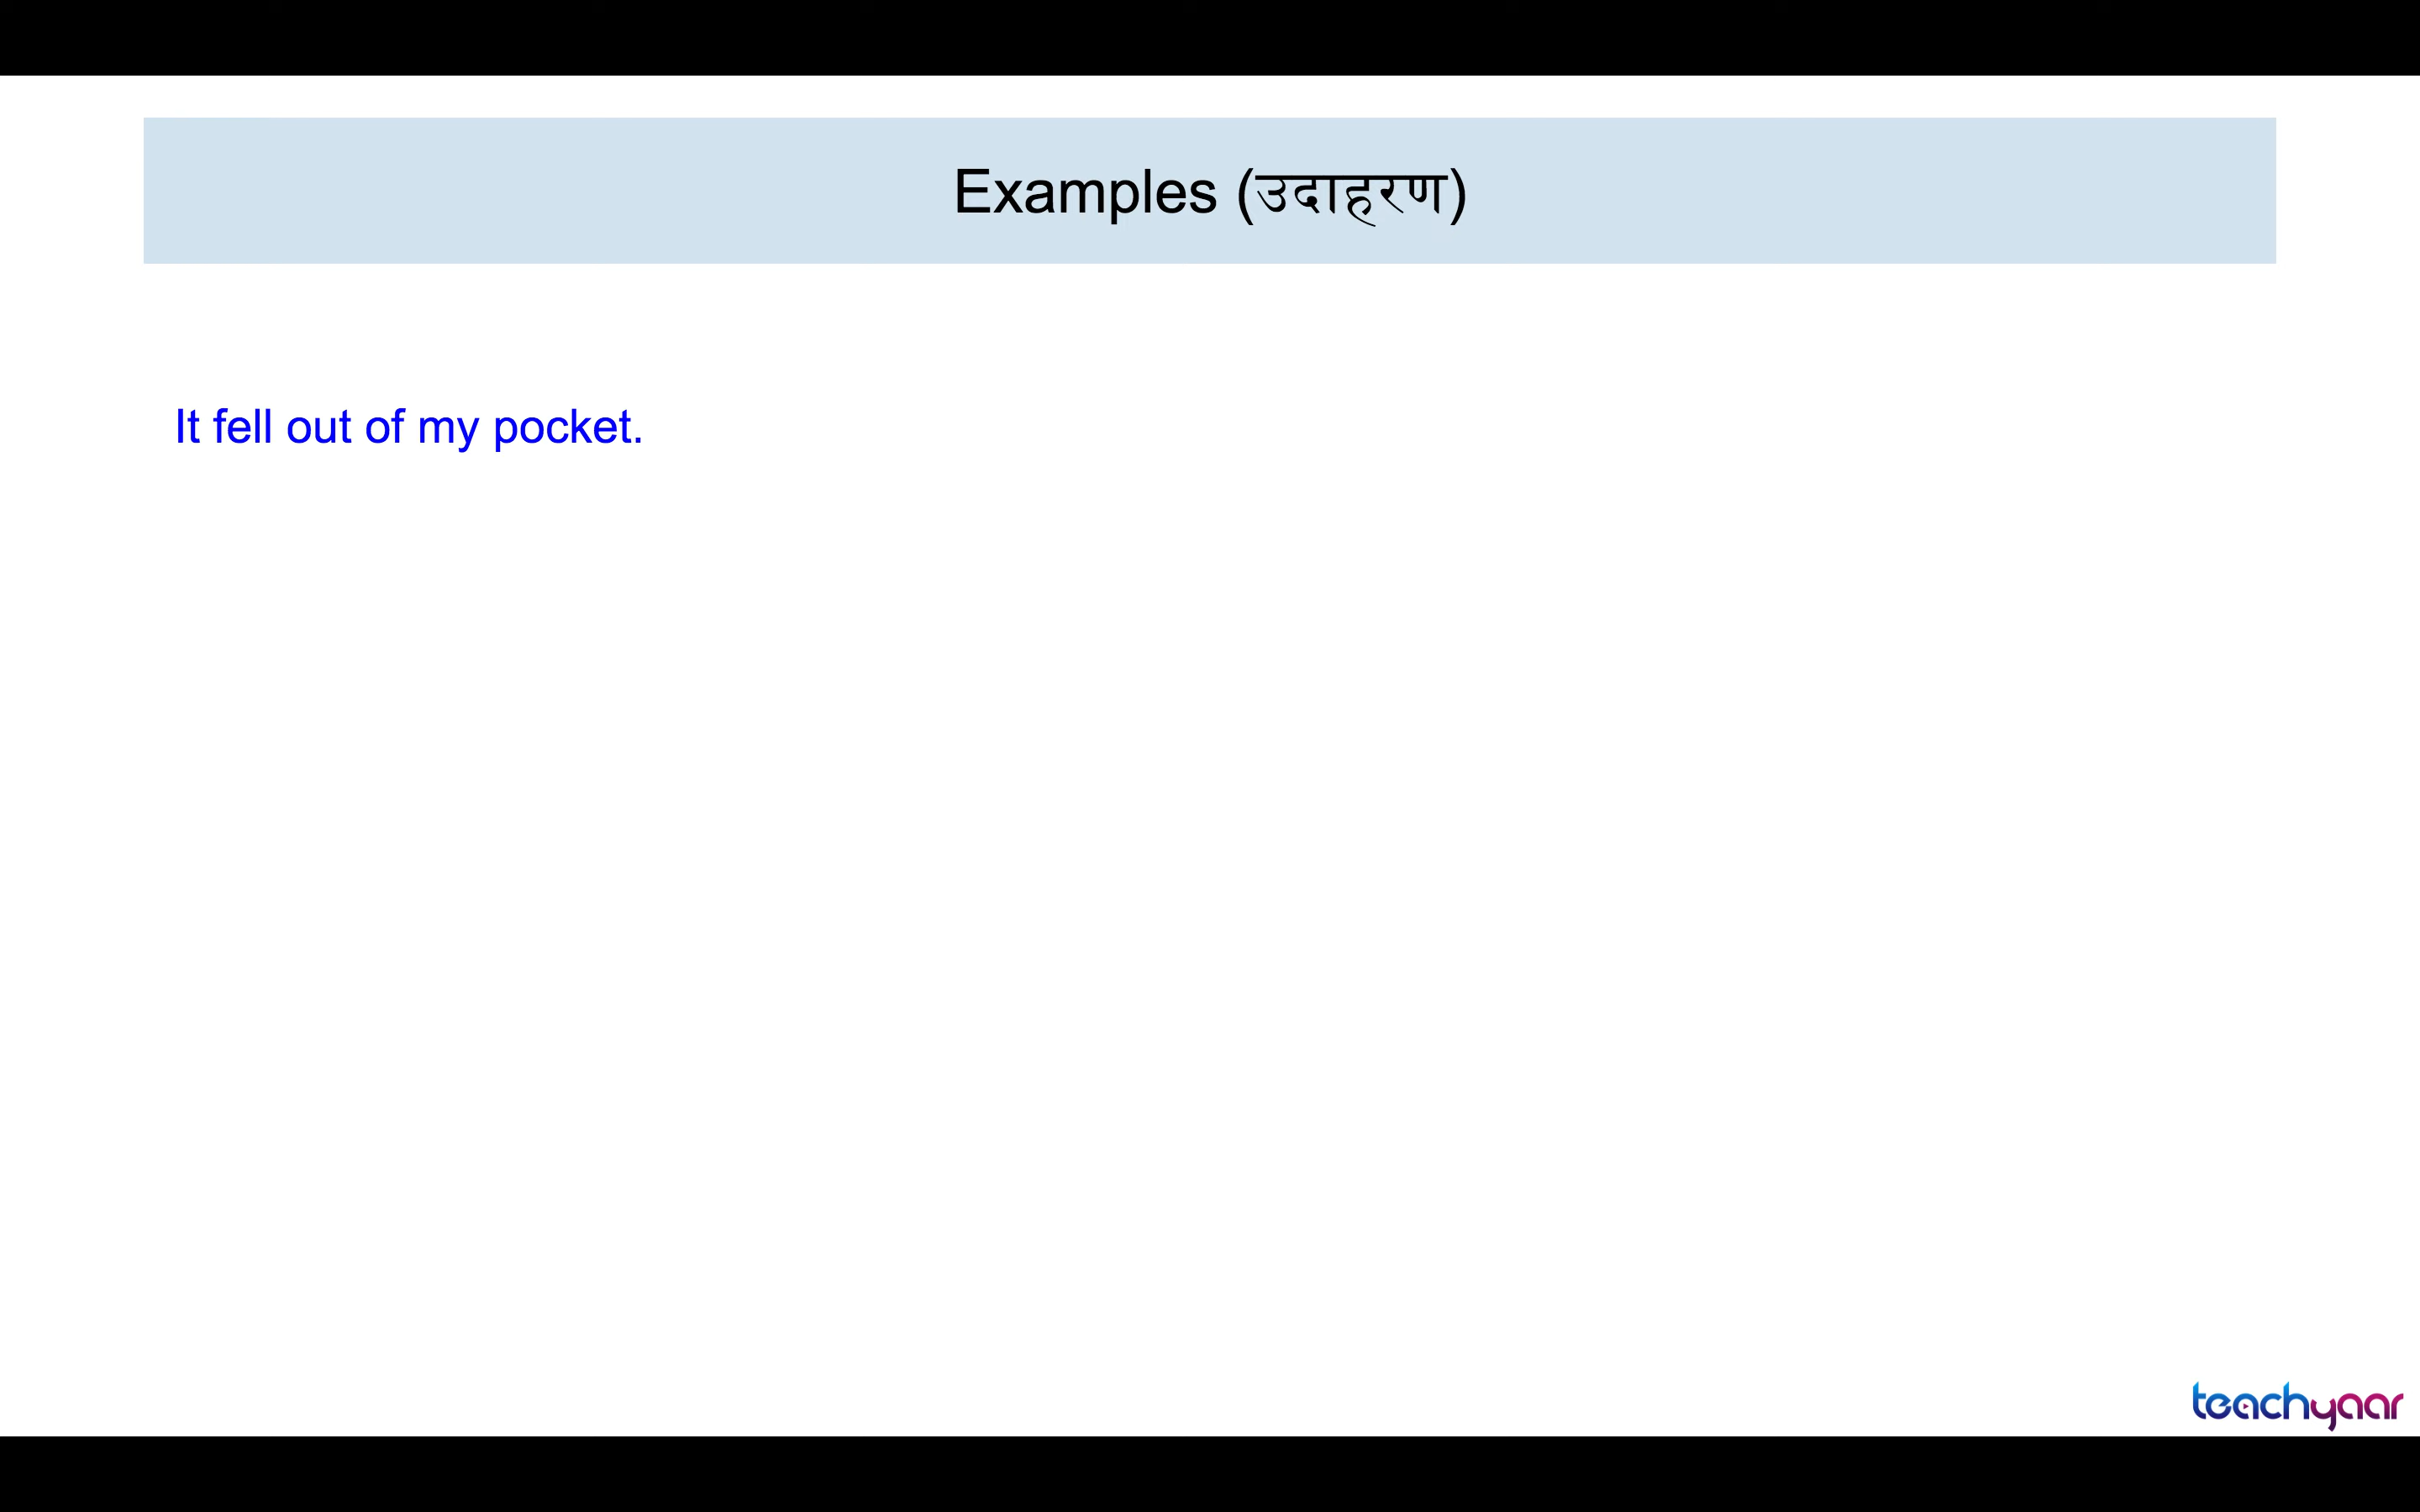 Examples (उदाहरण)
It fell out of my pocket.
teachyaar